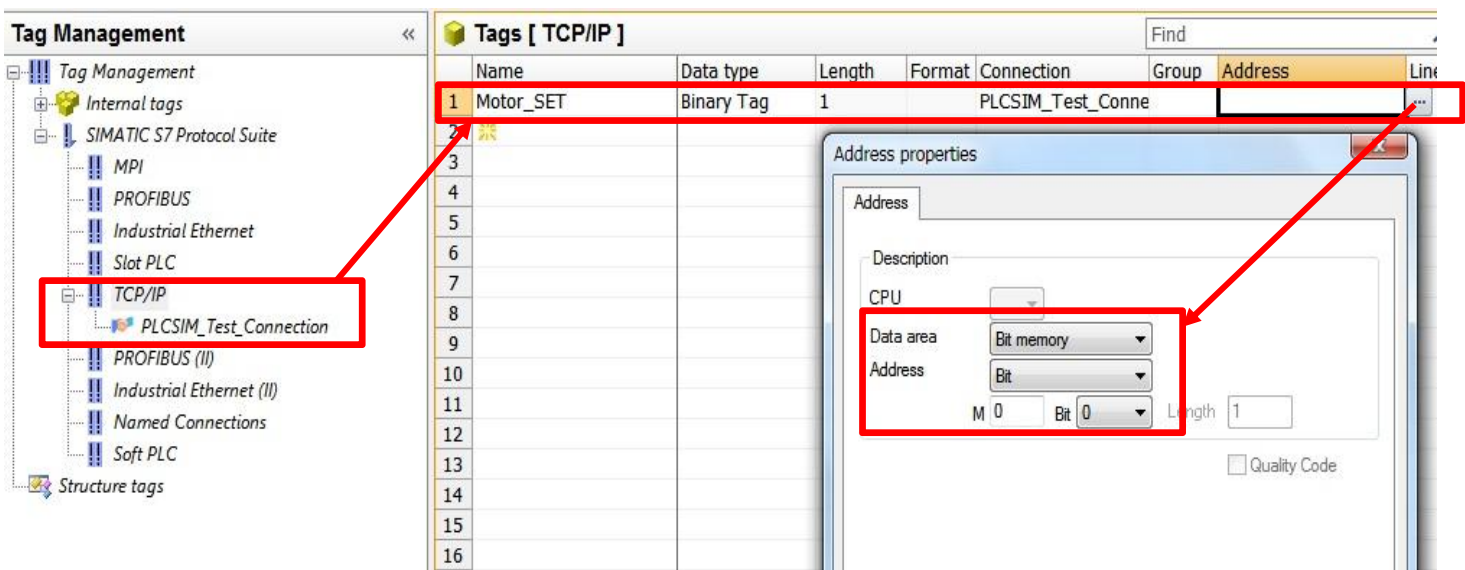 Tag Management «
Tag Management
Internal tags
SIMATIC S7 Protocol Suite
MPI
PROFIBUS
Industrial Ethernet
Slot PLC
TCP/IP
PLCSIM_Test_Connection
PROFIBUS (II)
Industrial Ethernet (II)
Named Connections
Soft PLC
Structure tags
Tags [ TCP/IP ] Find
Name Data type Length Format Connection Group Address Line
1 Motor_SET Binary Tag 1 PLCSIM_Test_Conne ...
2
3
4
5
6
7
8
9
10
11
12
13
14
15
16
Address properties
Address
Description
CPU
Data area Bit memory
Address Bit
M 0 Bit 0 Length 1
Quality Code